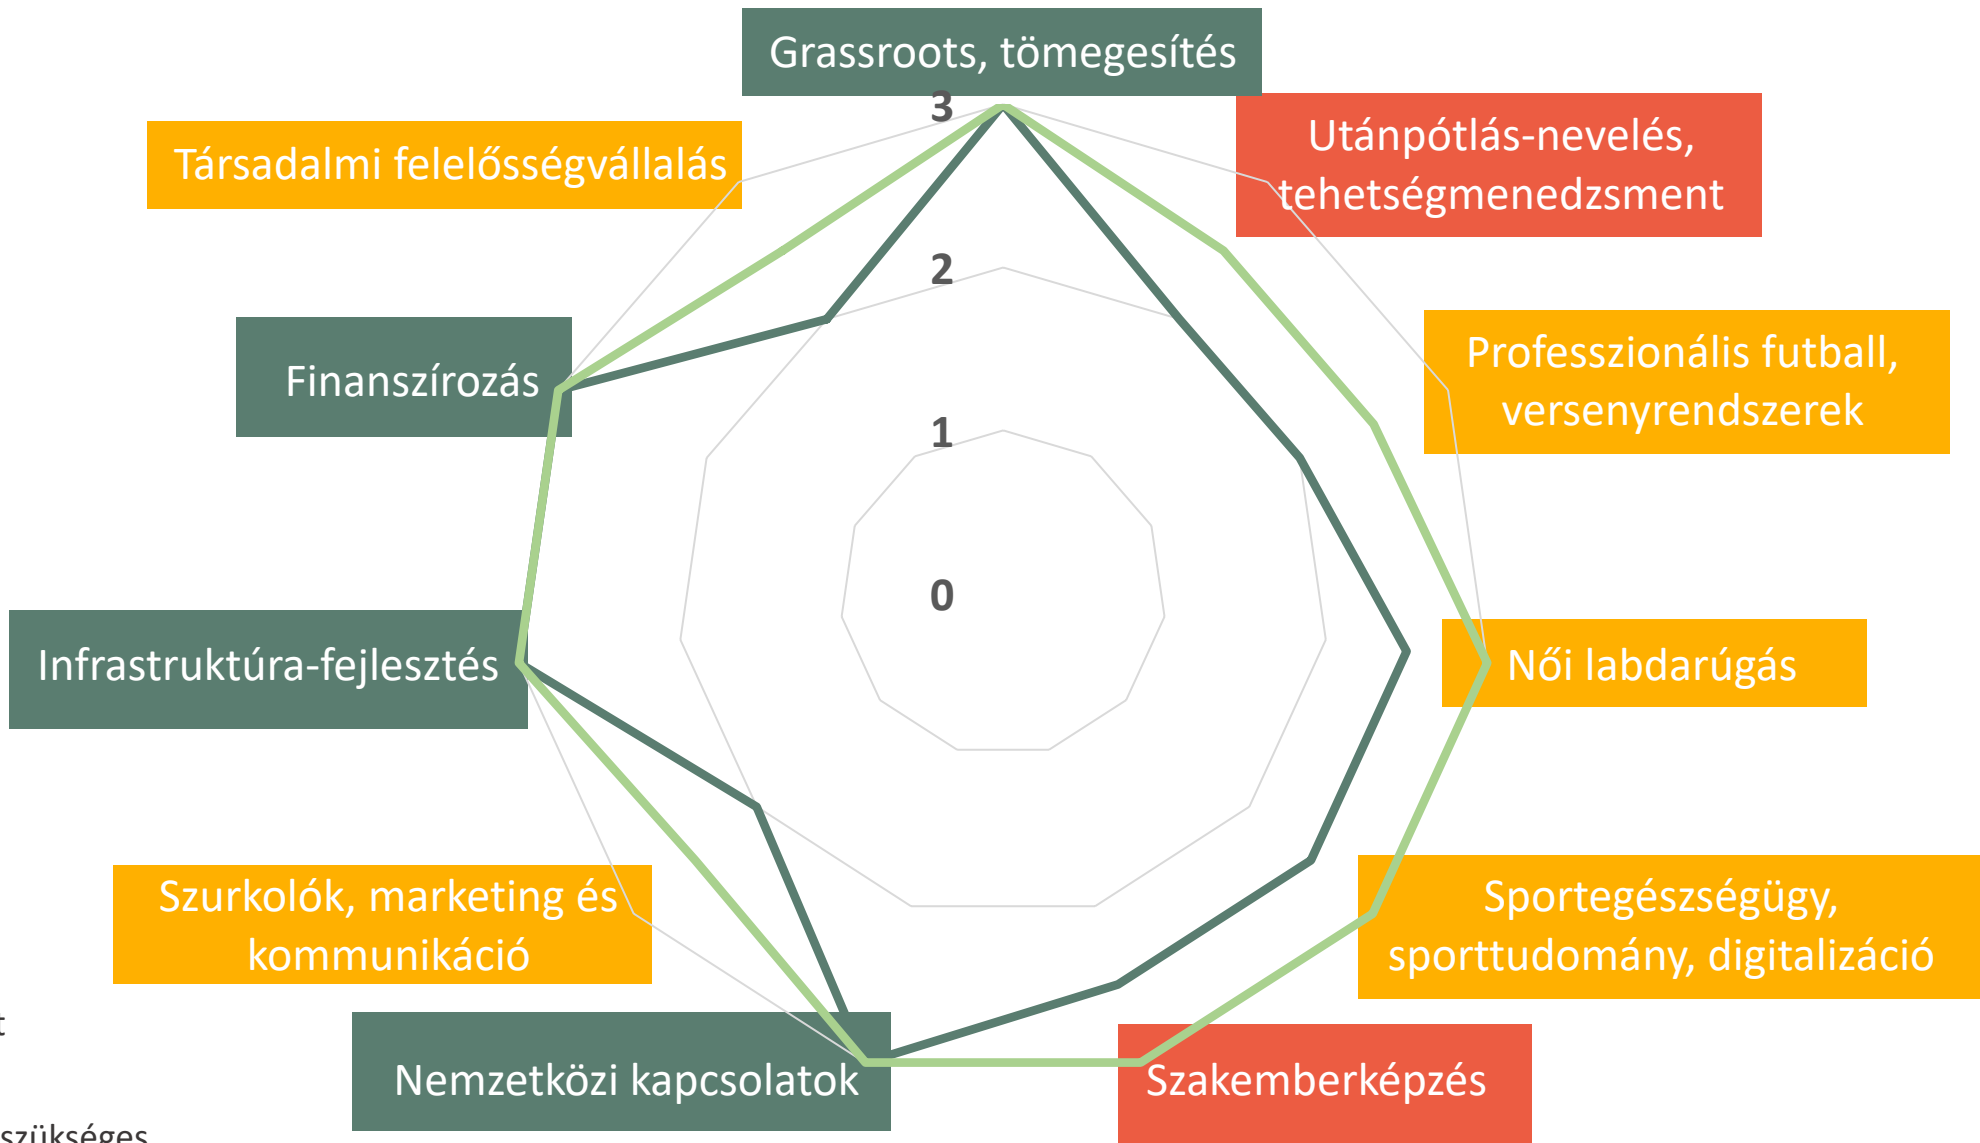 Grassroots, tömegesítés
3
Társadalmi felelősségvállalás
Utánpótlás-nevelés,
tehetségmenedzsment
2
Finanszírozás
Professzionális futball,
versenyrendszerek
1
0
Infrastruktúra-fejlesztés
Női labdarúgás
Szurkolók, marketing és
kommunikáció
Sportegészségügy,
sporttudomány, digitalizáció
Nemzetközi kapcsolatok
Szakemberképzés
szükséges